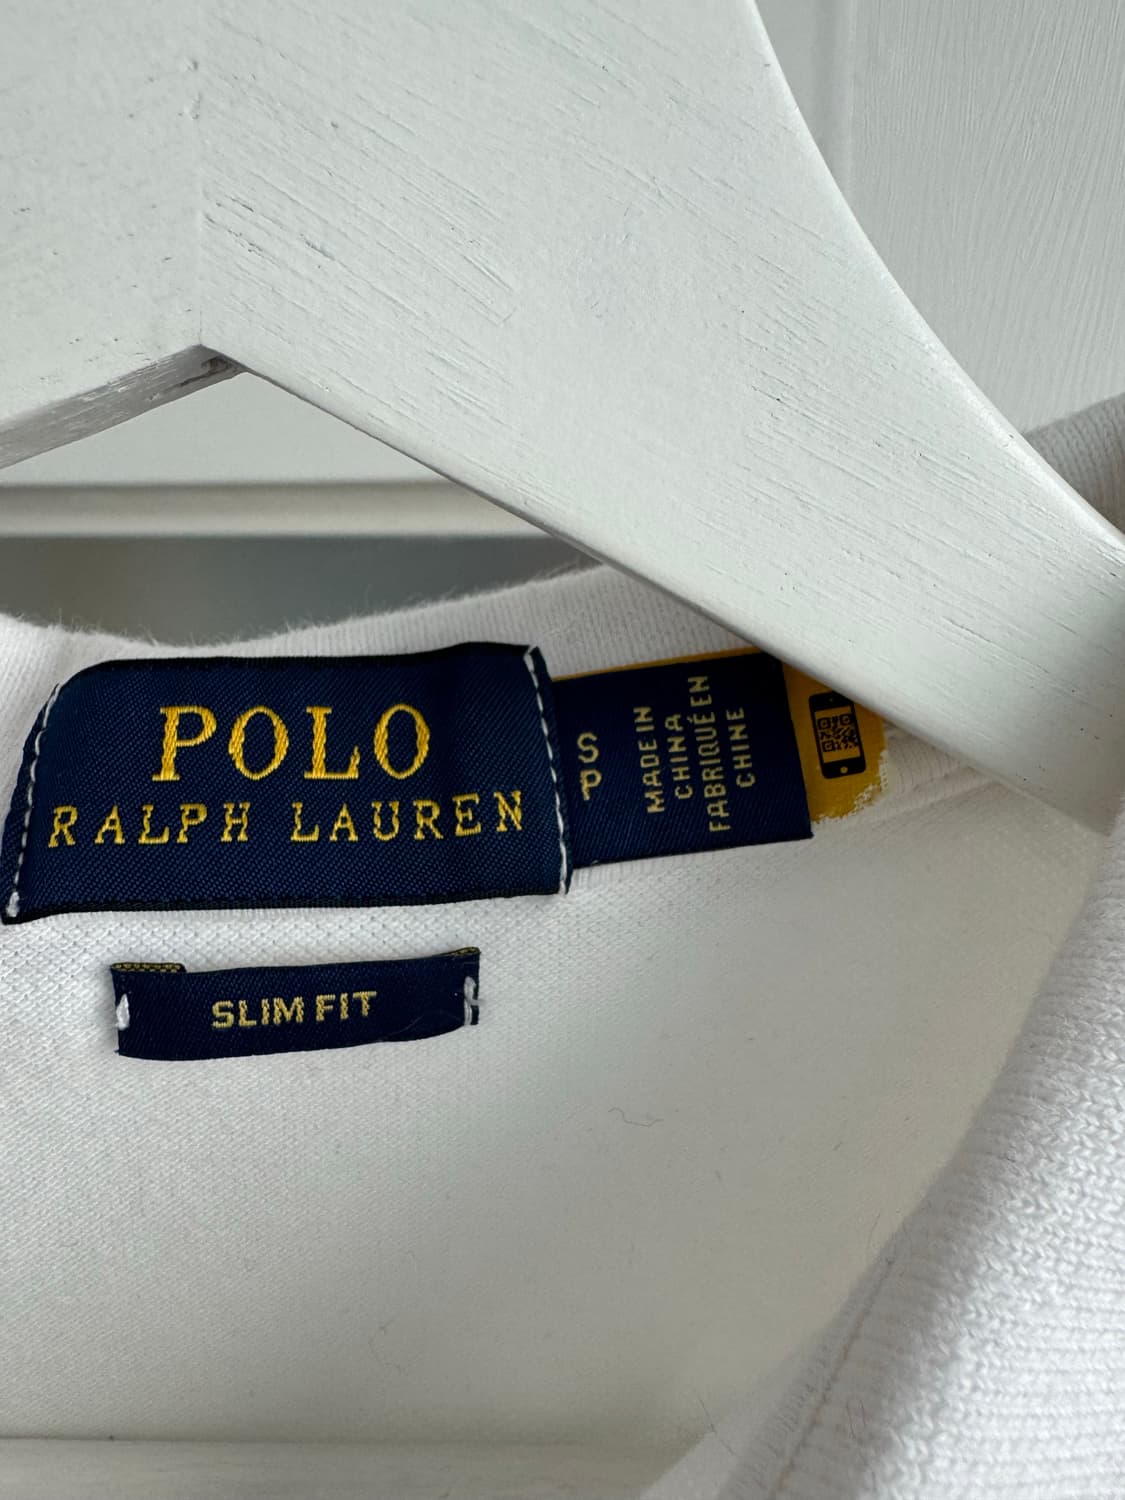 POLO
RALPH LAUREN
S
P
MADE IN
CHINA
FABRIQUÉ EN
CHINE
SLIM FIT